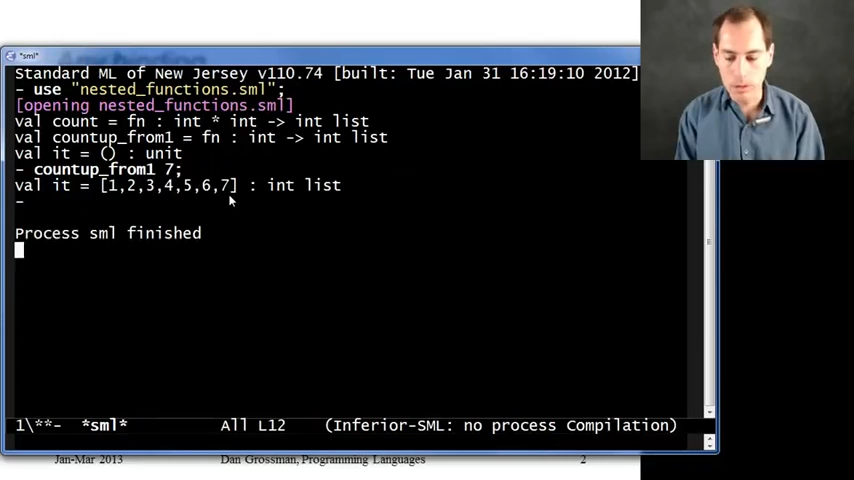 *sml*
Standard ML of New Jersey v110.74 [built: Tue Jan 31 16:19:10 2012]
- use "nested_functions.sml";
[opening nested_functions.sml]
val count = fn : int * int -> int list
val countup_from1 = fn : int -> int list
val it = () : unit
- countup_from1 7;
val it = [1,2,3,4,5,6,7] : int list
-
Process sml finished
1\**-  *sml*          All L12    (Inferior-SML: no process Compilation)
Jan-Mar 2013 Dan Grossman, Programming Languages 2